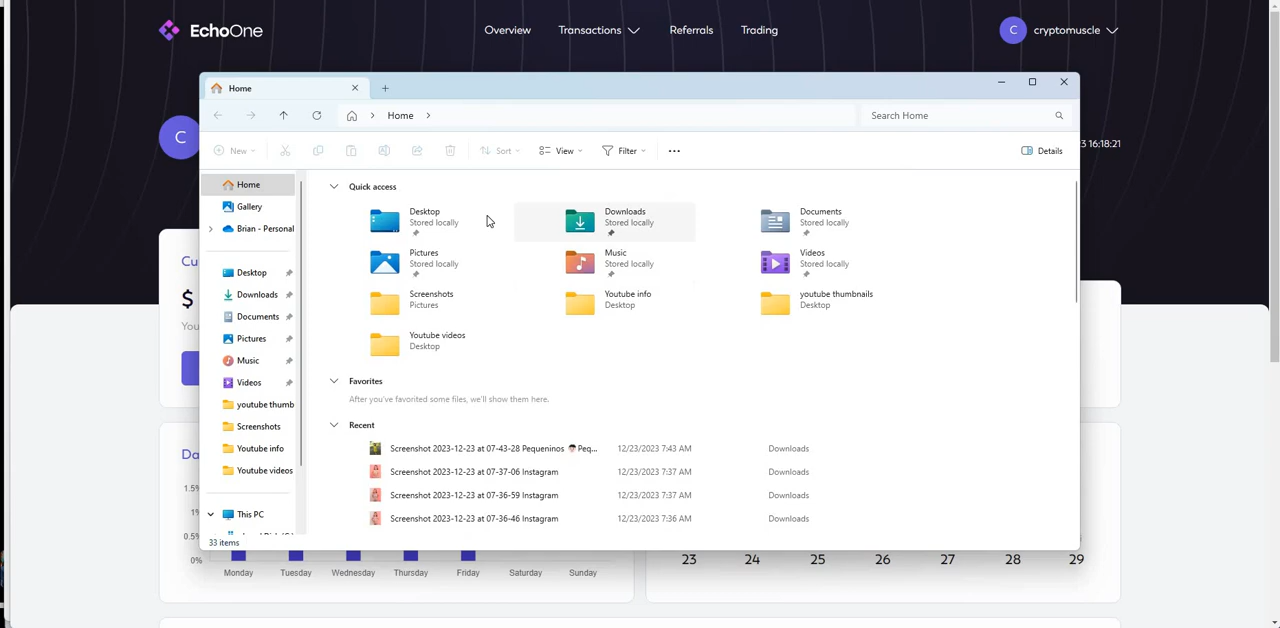 EchoOne Overview Transactions Referrals Trading C cryptomuscle
Home
Home
Search Home
C
3 16:18:21
New
Sort
View
Filter
Details
Home
Gallery
Brian - Personal
Desktop
Downloads
Documents
Pictures
Music
Videos
youtube thumb
Screenshots
Youtube info
Youtube videos
This PC
33 items
Quick access
Desktop
Stored locally
Downloads
Stored locally
Documents
Stored locally
Pictures
Stored locally
Music
Stored locally
Videos
Stored locally
Screenshots
Pictures
Youtube info
Desktop
youtube thumbnails
Desktop
Youtube videos
Desktop
Favorites
After you've favorited some files, we'll show them here.
Recent
Screenshot 2023-12-23 at 07-43-28 Pequeninos 🎅Peq... 12/23/2023 7:43 AM Downloads
Screenshot 2023-12-23 at 07-37-06 Instagram 12/23/2023 7:37 AM Downloads
Screenshot 2023-12-23 at 07-36-59 Instagram 12/23/2023 7:37 AM Downloads
Screenshot 2023-12-23 at 07-36-46 Instagram 12/23/2023 7:36 AM Downloads
Cu
$
You
Da
1.5%
1%
0.5%
0%
Monday Tuesday Wednesday Thursday Friday Saturday Sunday
23 24 25 26 27 28 29